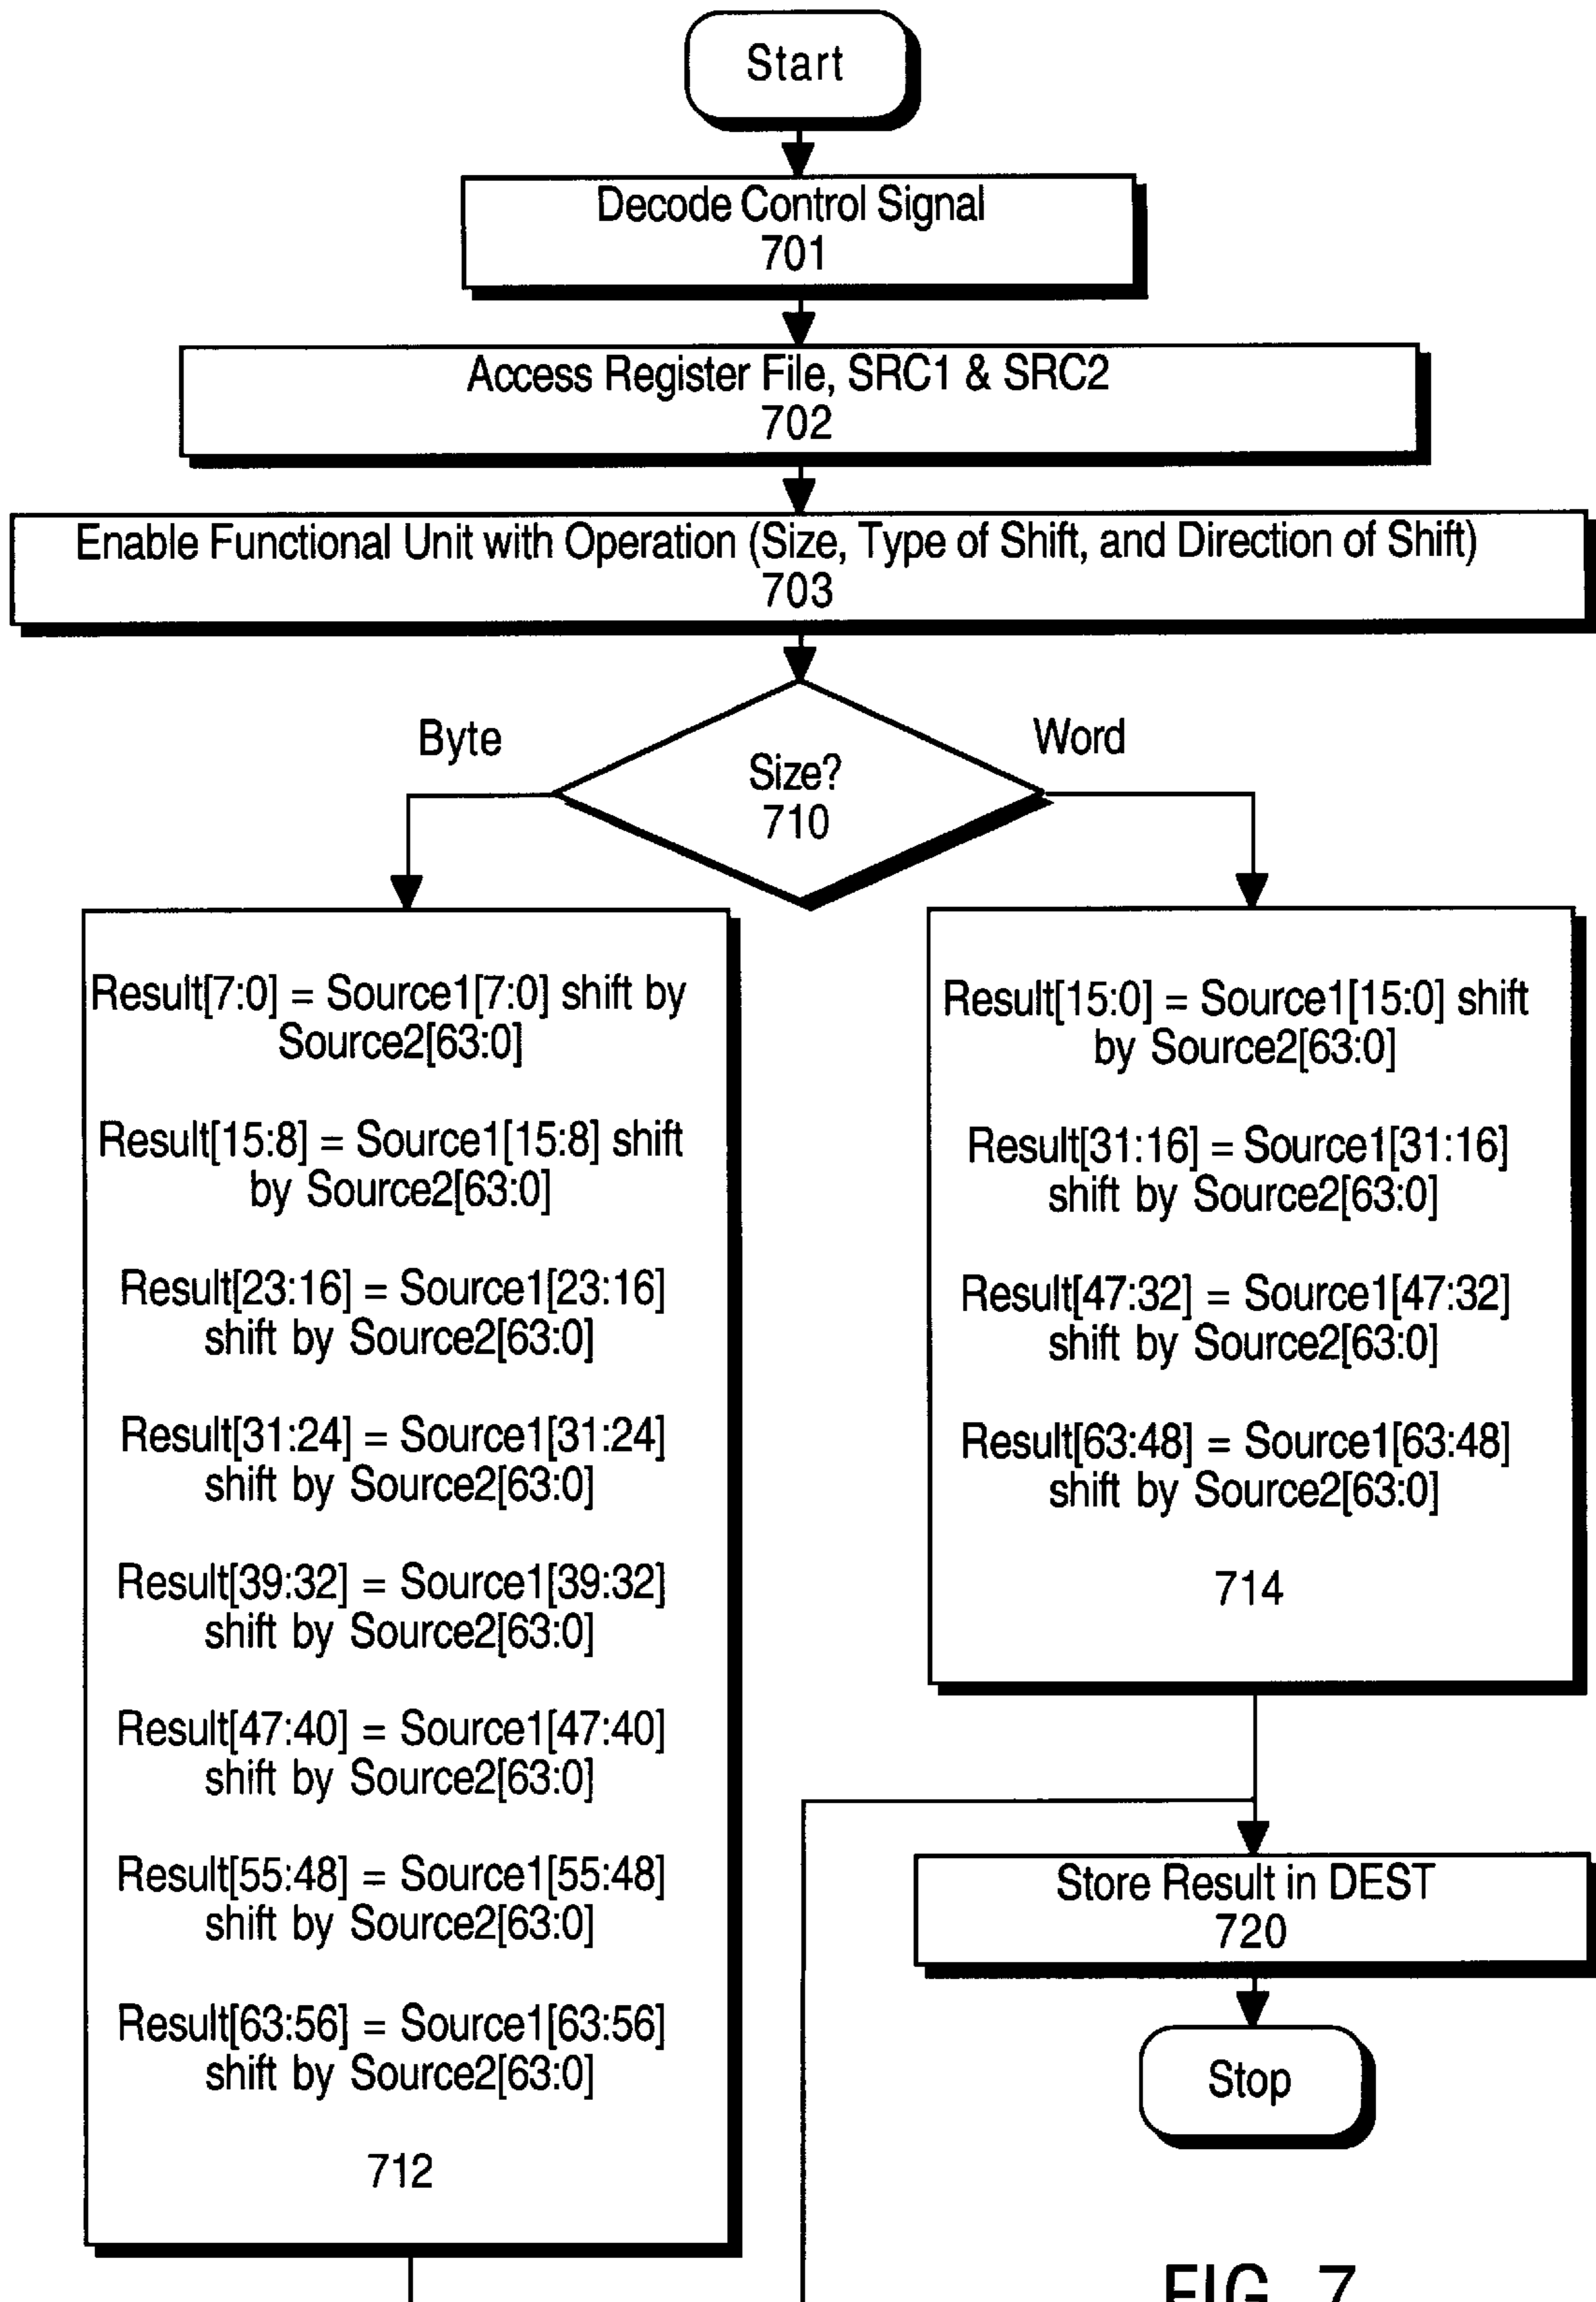 Start
Decode Control Signal
701
Access Register File, SRC1 & SRC2
702
Enable Functional Unit with Operation (Size, Type of Shift, and Direction of Shift)
703
Byte
Word
Size?
710
Result[7:0] = Source1[7:0] shift by
Source2[63:0]
Result[15:8] = Source1[15:8] shift
by Source2[63:0]
Result[23:16] = Source1[23:16]
shift by Source2[63:0]
Result[31:24] = Source1[31:24]
shift by Source2[63:0]
Result[39:32] = Source1[39:32]
shift by Source2[63:0]
Result[47:40] = Source1[47:40]
shift by Source2[63:0]
Result[55:48] = Source1[55:48]
shift by Source2[63:0]
Result[63:56] = Source1[63:56]
shift by Source2[63:0]
712
Result[15:0] = Source1[15:0] shift
by Source2[63:0]
Result[31:16] = Source1[31:16]
shift by Source2[63:0]
Result[47:32] = Source1[47:32]
shift by Source2[63:0]
Result[63:48] = Source1[63:48]
shift by Source2[63:0]
714
Store Result in DEST
720
Stop
FIG. 7